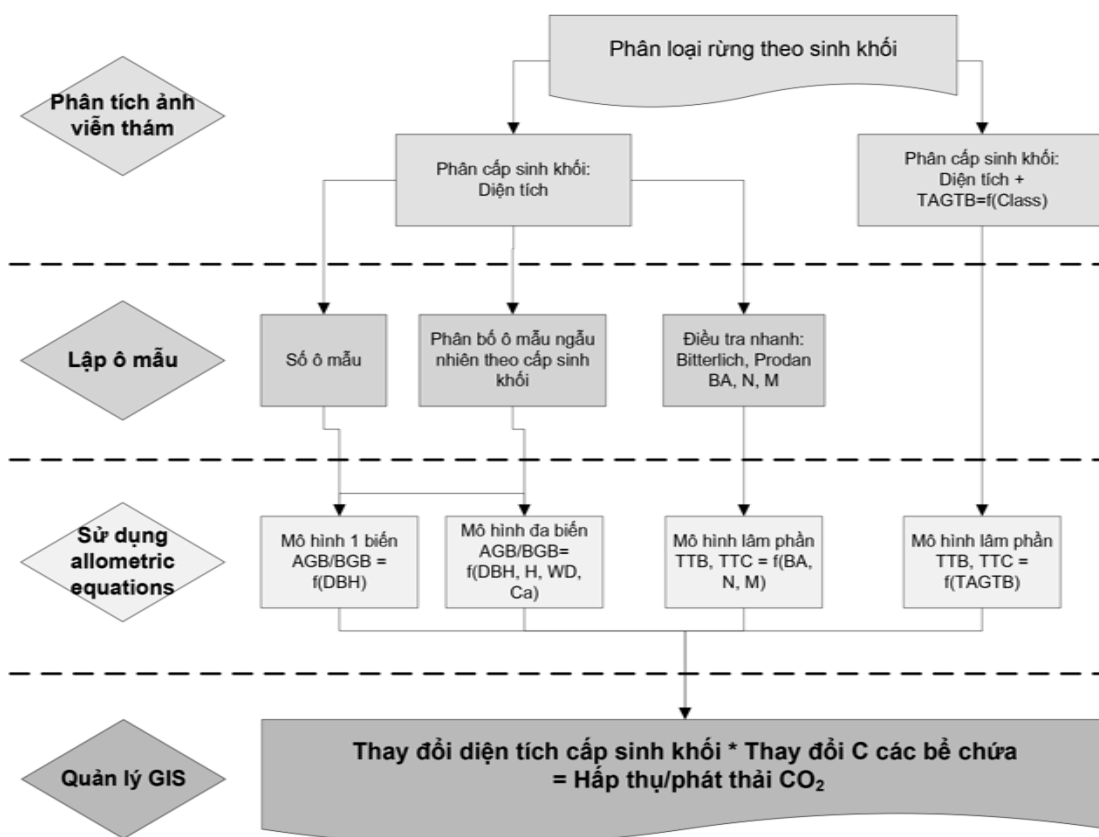 Phân loại rừng theo sinh khối
Phân tích ảnh
viễn thám
Phân cấp sinh khối:
Diện tích
Phân cấp sinh khối:
Diện tích +
TAGTB=f(Class)
Lập ô mẫu
Số ô mẫu
Phân bố ô mẫu ngẫu
nhiên theo cấp sinh
khối
Điều tra nhanh:
Bitterlich, Prodan
BA, N, M
Sử dụng
allometric
equations
Mô hình 1 biến
AGB/BGB =
f(DBH)
Mô hình đa biến
AGB/BGB=
f(DBH, H, WD,
Ca)
Mô hình lâm phần
TTB, TTC = f(BA,
N, M)
Mô hình lâm phần
TTB, TTC =
f(TAGTB)
Quản lý GIS
Thay đổi diện tích cấp sinh khối * Thay đổi C các bể chứa
= Hấp thụ/phát thải CO₂